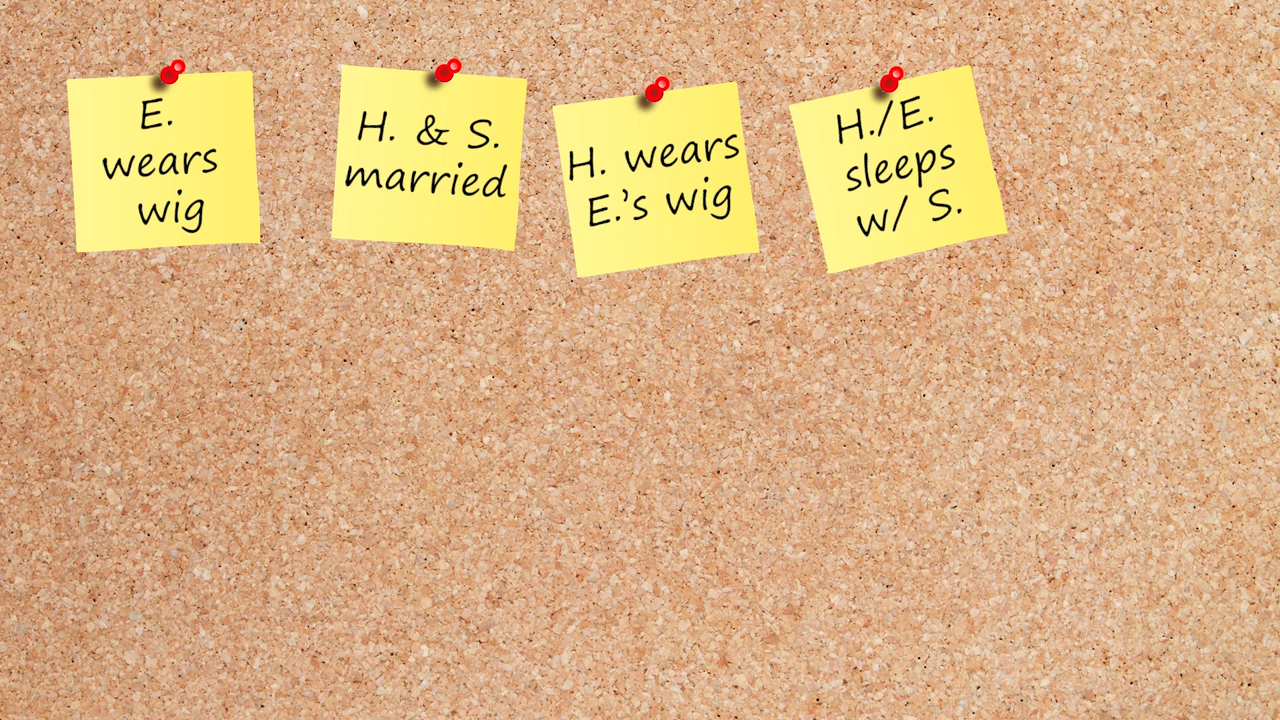 E.
wears
wig
H. & S.
married
H. wears
E.'s wig
H./E.
sleeps
w/ S.